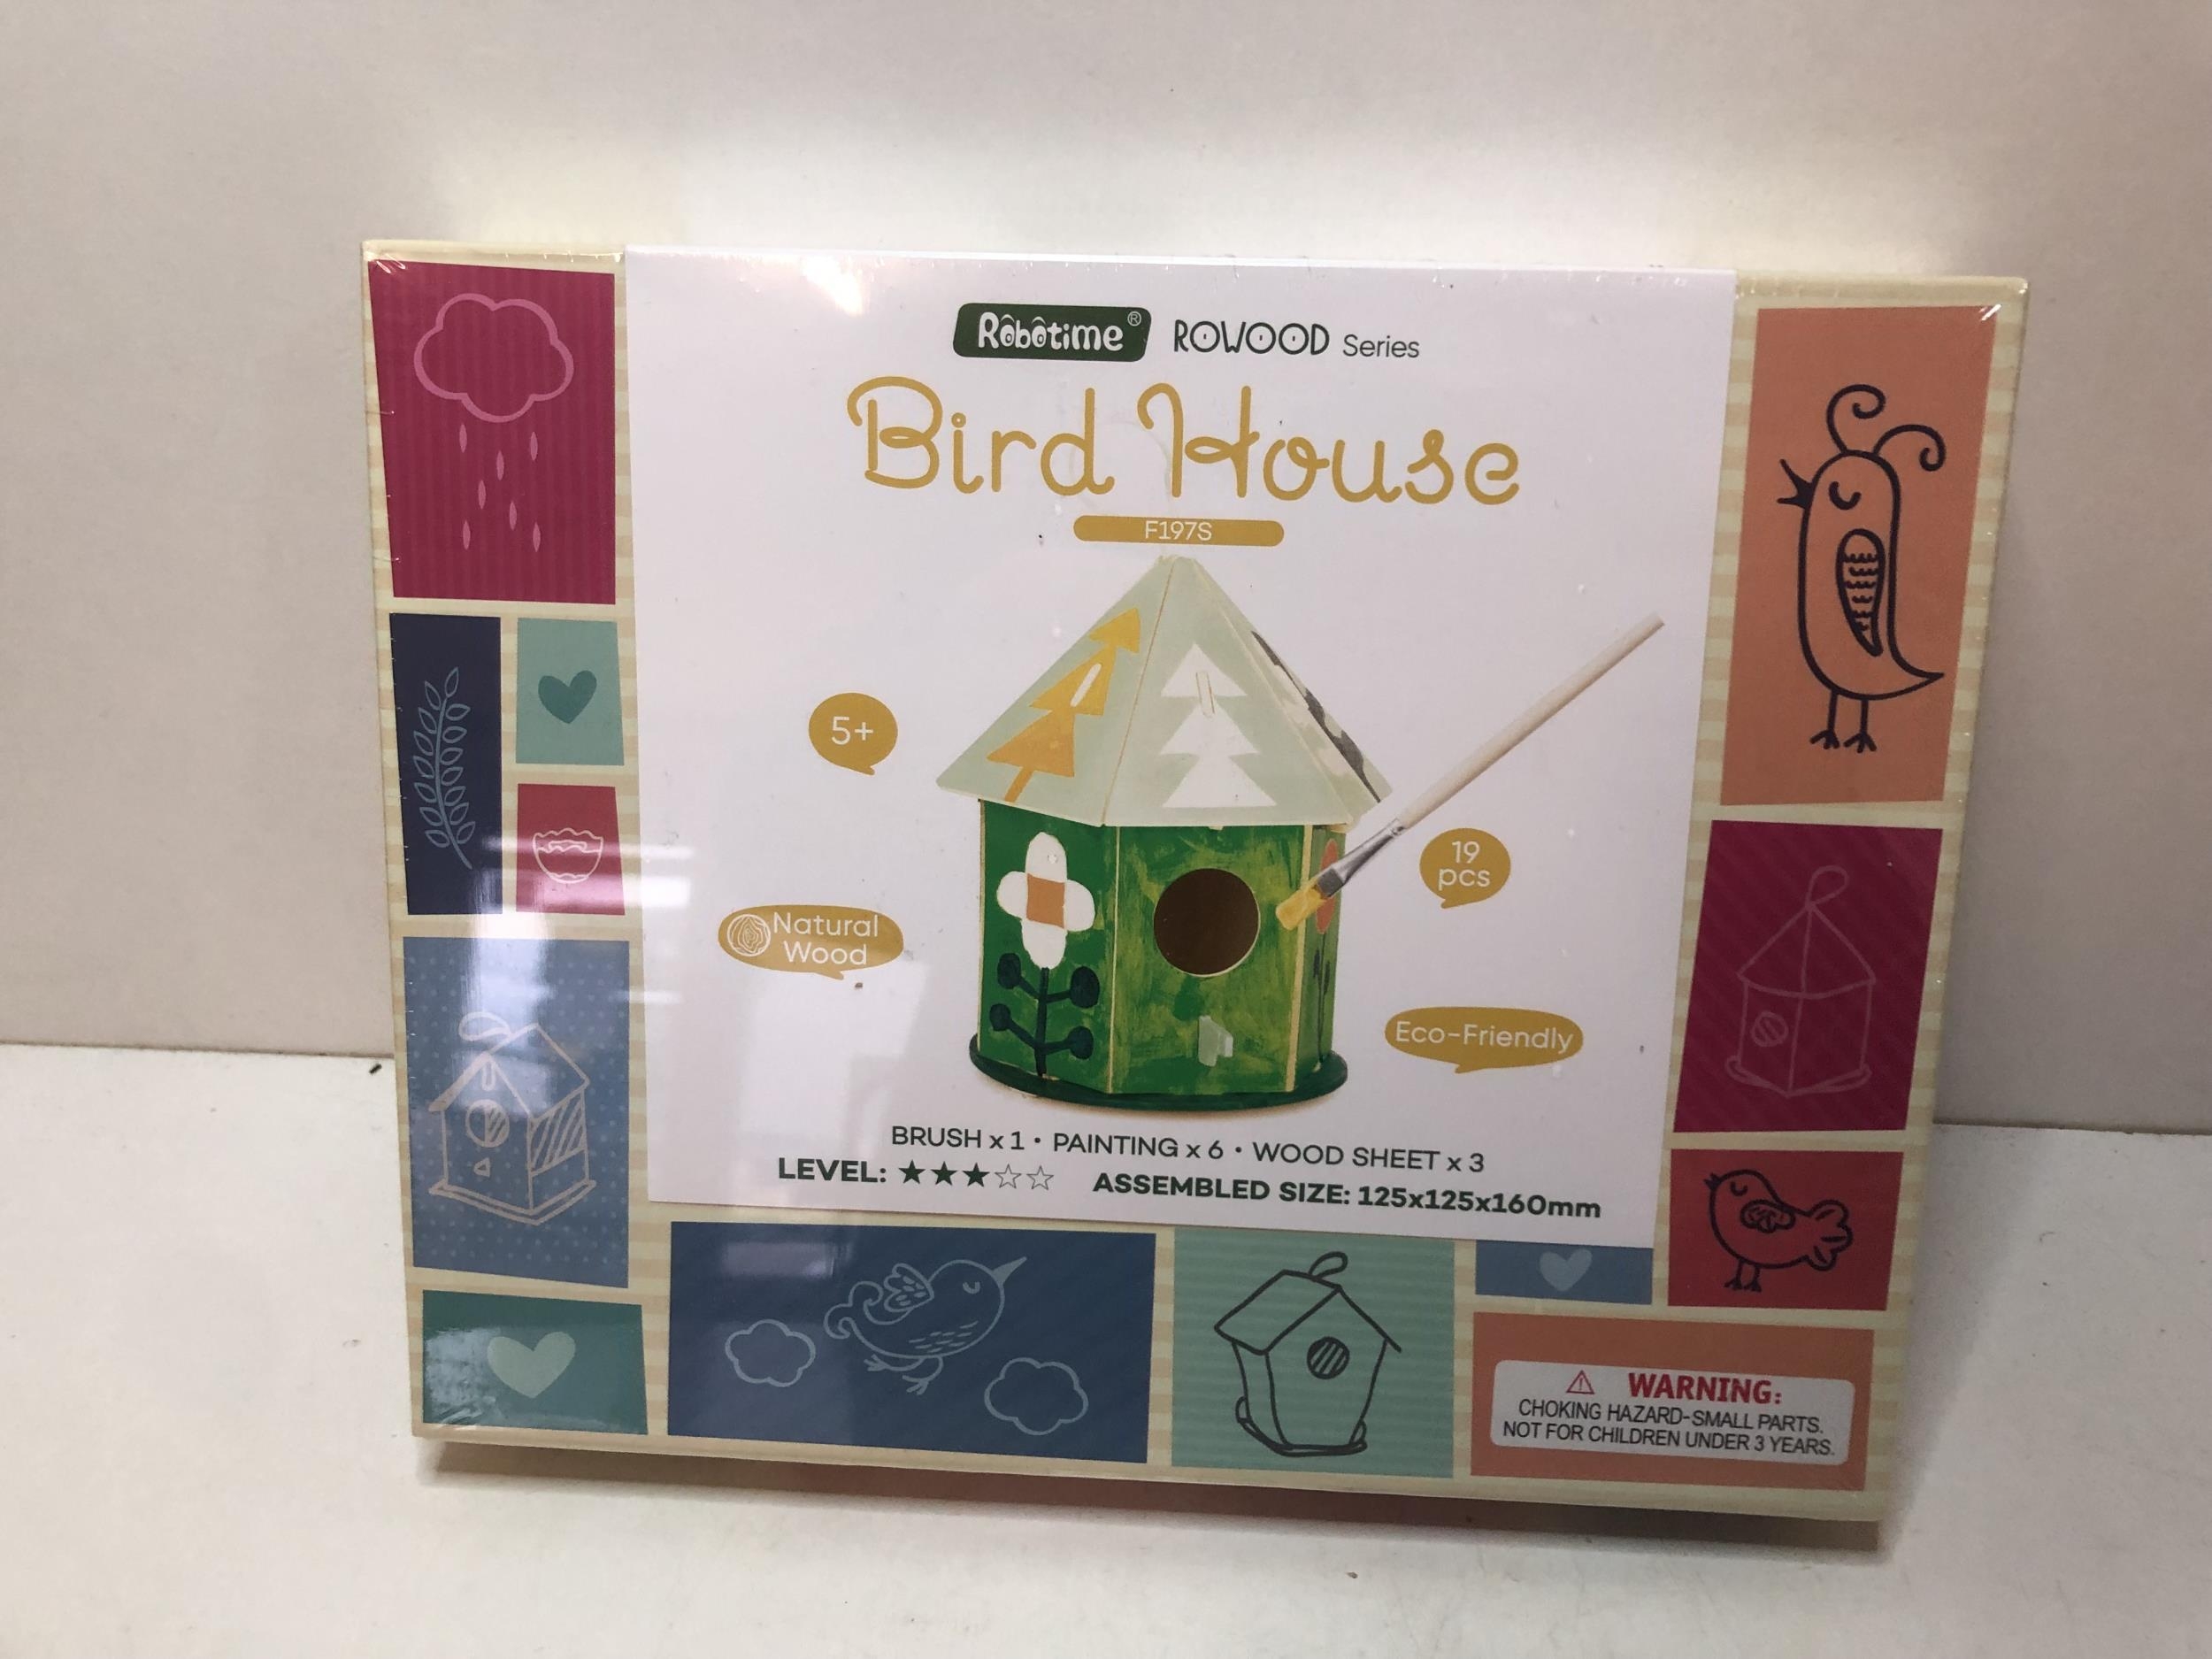 Robotime® ROWOOD Series
Bird House
F197S
5+
19
pcs
Natural
Wood
Eco-Friendly
BRUSH x 1 • PAINTING x 6 • WOOD SHEET x 3
LEVEL: ★★★☆☆ ASSEMBLED SIZE: 125x125x160mm
⚠ WARNING:
CHOKING HAZARD-SMALL PARTS.
NOT FOR CHILDREN UNDER 3 YEARS.